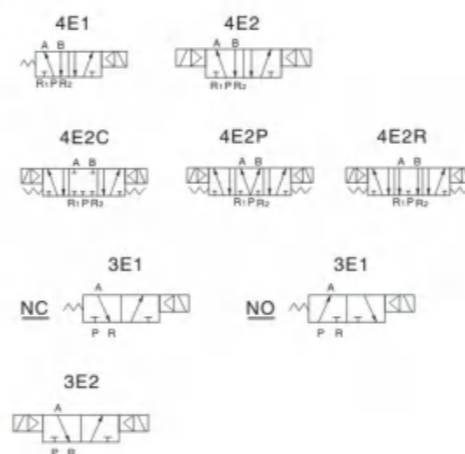 4E1
4E2
A B
A B
R1 P R2
R1 P R2
4E2C
4E2P
4E2R
A B
A B
A B
R1 P R2
R1 P R2
R1 P R2
3E1
3E1
A
A
NC
NO
P R
P R
3E2
A
P R